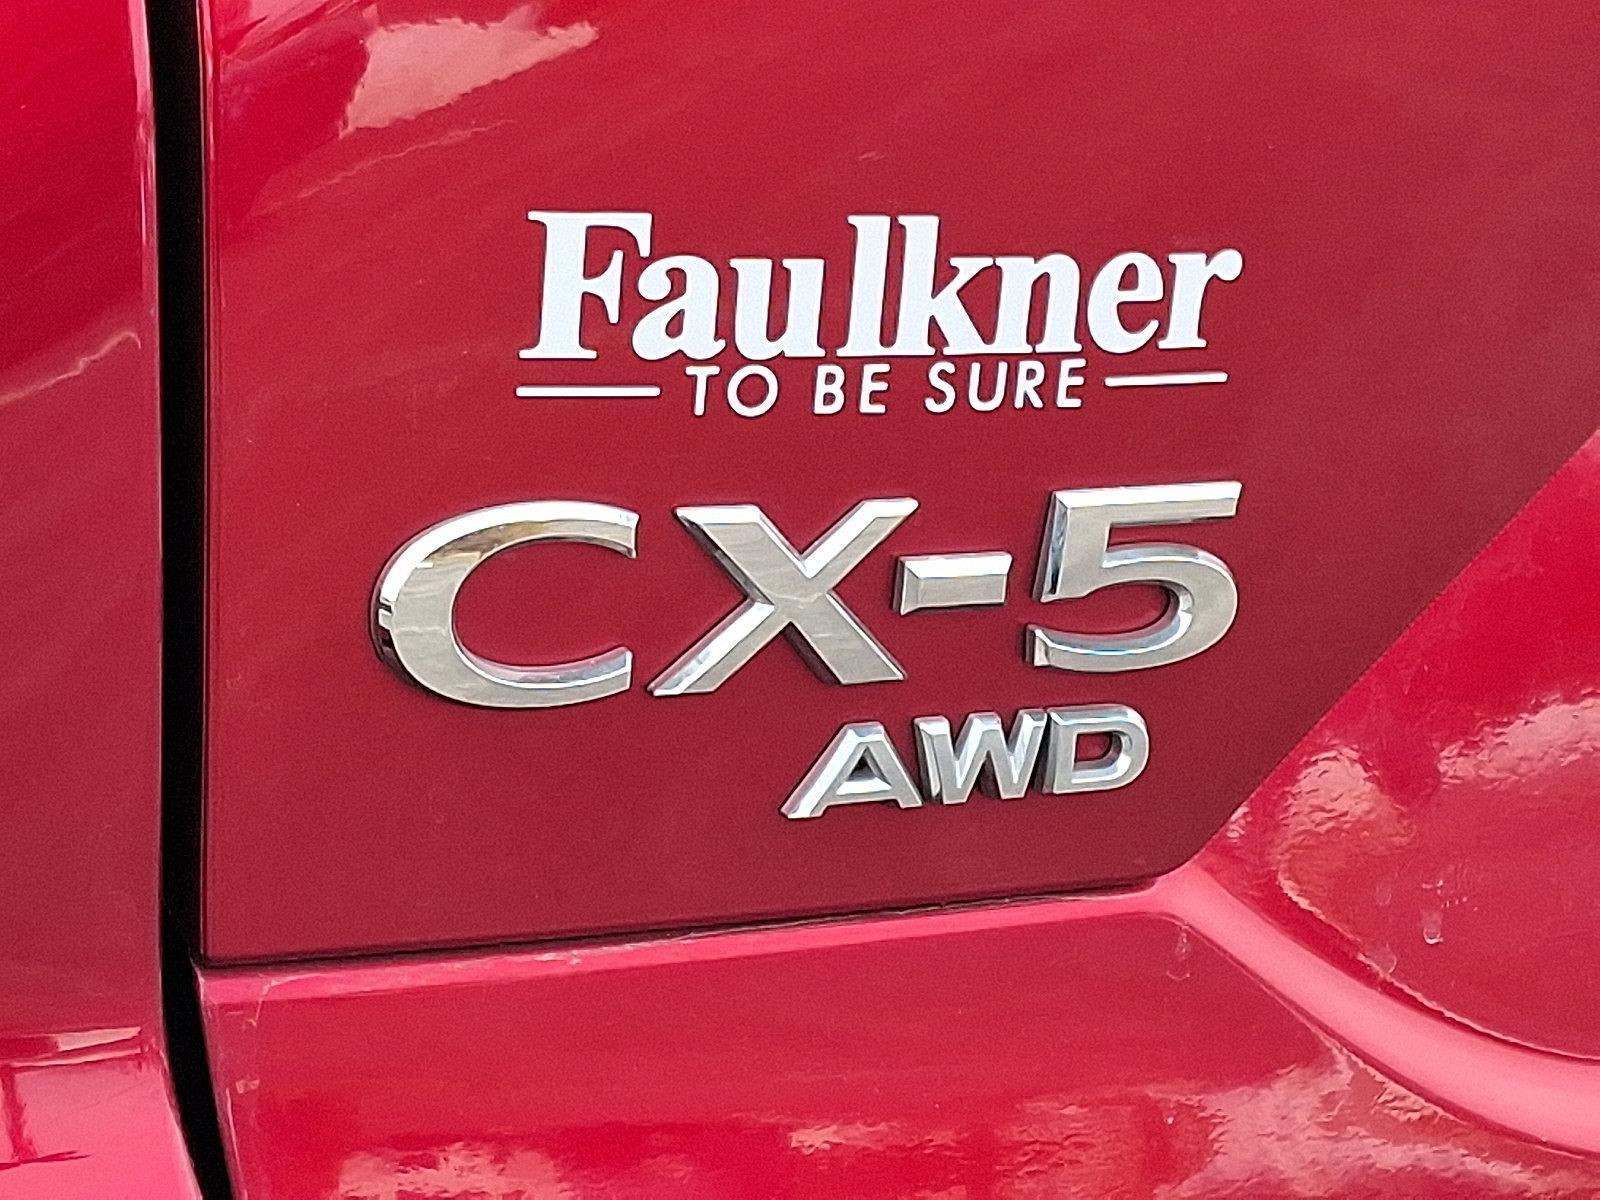 Faulkner
TO BE SURE
CX-5
AWD